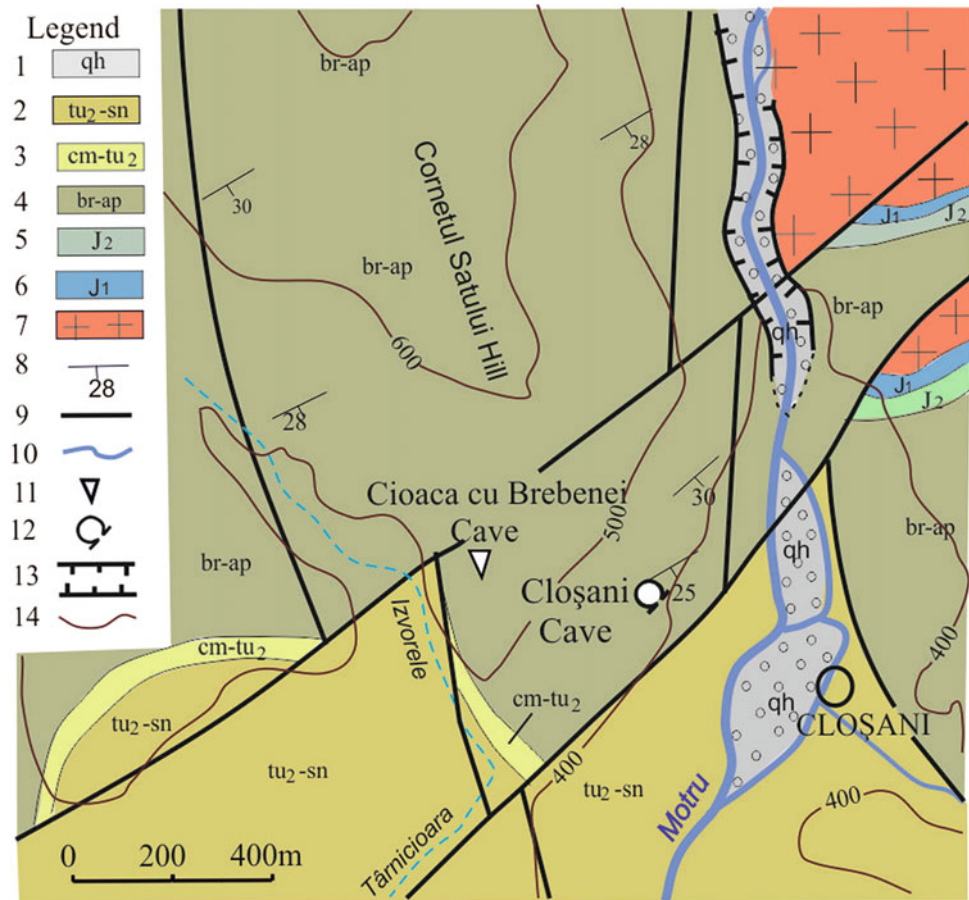 Legend
1 qh
2 tu2-sn
3 cm-tu2
4 br-ap
5 J2
6 J1
7
8 28
9
10
11
12
13
14
br-ap
28
30
Cornetul Satului Hill
br-ap
600
J1
J2
br-ap
qh
J1
J2
28
Cioaca cu Brebenei
Cave
500
30
br-ap
br-ap
qh
Cloşani
Cave
25
Izvorele
400
cm-tu2
cm-tu2
qh
CLOŞANI
tu2-sn
tu2-sn
400
tu2-sn
400
Motru
Târnicioara
0 200 400m